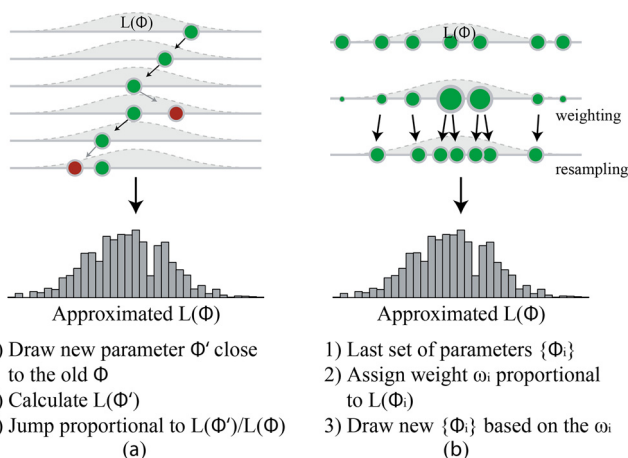 L(Φ)
Approximated L(Φ)
) Draw new parameter Φ‘ close
to the old Φ
) Calculate L(Φ‘)
) Jump proportional to L(Φ‘)/L(Φ)
(a)
L(Φ)
weighting
resampling
Approximated L(Φ)
1) Last set of parameters {Φi}
2) Assign weight ωi proportional
to L(Φi)
3) Draw new {Φi} based on the ωi
(b)